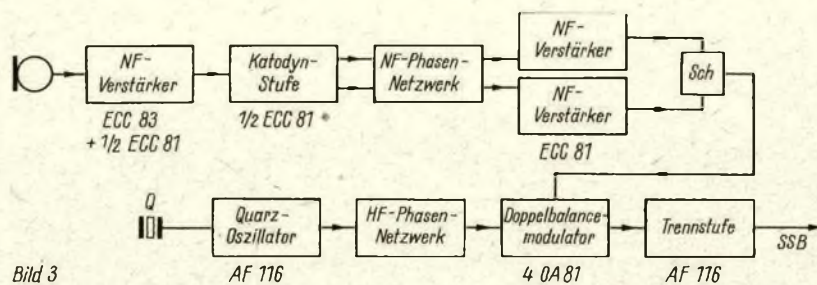 NF-
Verstärker
ECC 83
+ 1/2 ECC 81
Katodyn-
Stufe
1/2 ECC 81
NF-Phasen-
Netzwerk
NF-
Verstärker
NF-
Verstärker
ECC 81
Sch
Q
Quarz-
Oszillator
AF 116
HF-Phasen-
Netzwerk
Doppelbalance-
modulator
4 OA81
Trennstufe
AF 116
SSB
Bild 3